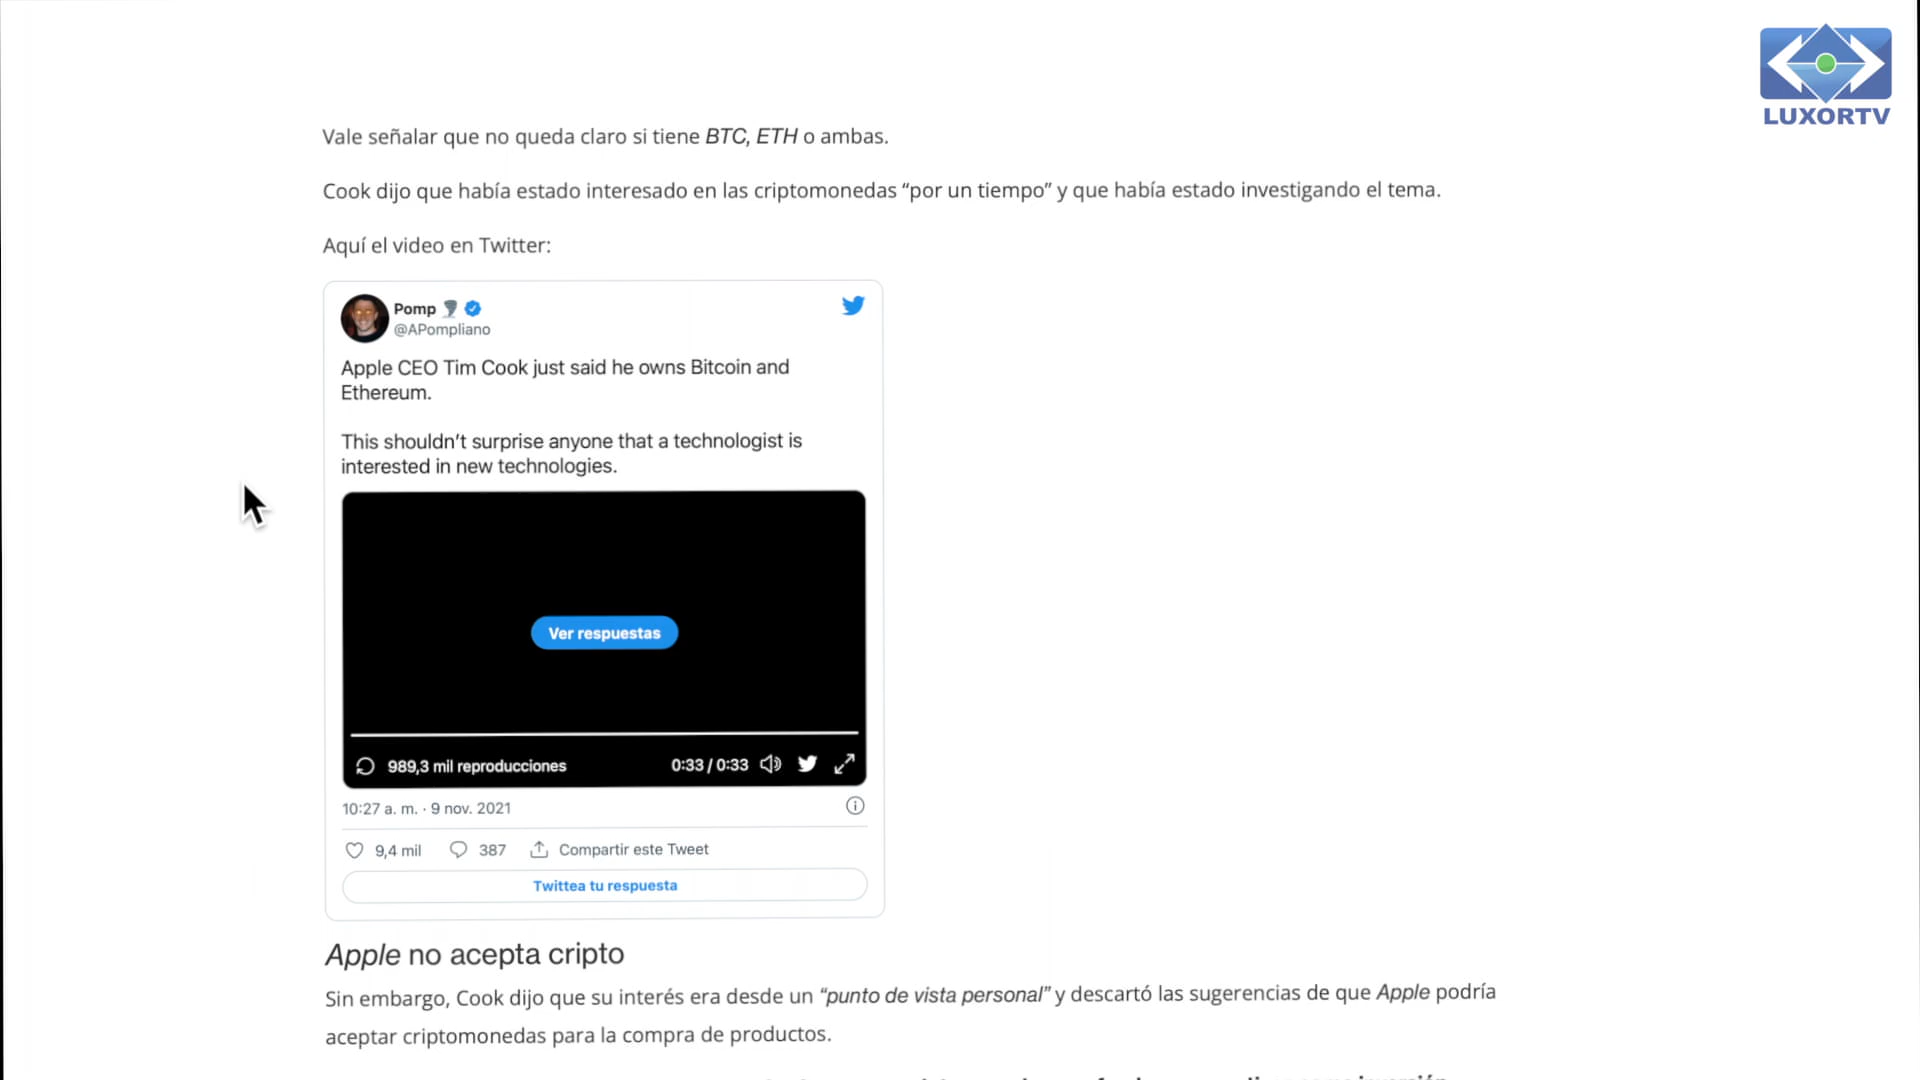 LUXORTV
Vale señalar que no queda claro si tiene BTC, ETH o ambas.
Cook dijo que había estado interesado en las criptomonedas “por un tiempo” y que había estado investigando el tema.
Aquí el video en Twitter:
Pomp
@APompliano
Apple CEO Tim Cook just said he owns Bitcoin and
Ethereum.
This shouldn’t surprise anyone that a technologist is
interested in new technologies.
Ver respuestas
989,3 mil reproducciones
0:33 / 0:33
10:27 a. m. · 9 nov. 2021
9,4 mil 387 Compartir este Tweet
Twittea tu respuesta
Apple no acepta cripto
Sin embargo, Cook dijo que su interés era desde un “punto de vista personal” y descartó las sugerencias de que Apple podría
aceptar criptomonedas para la compra de productos.